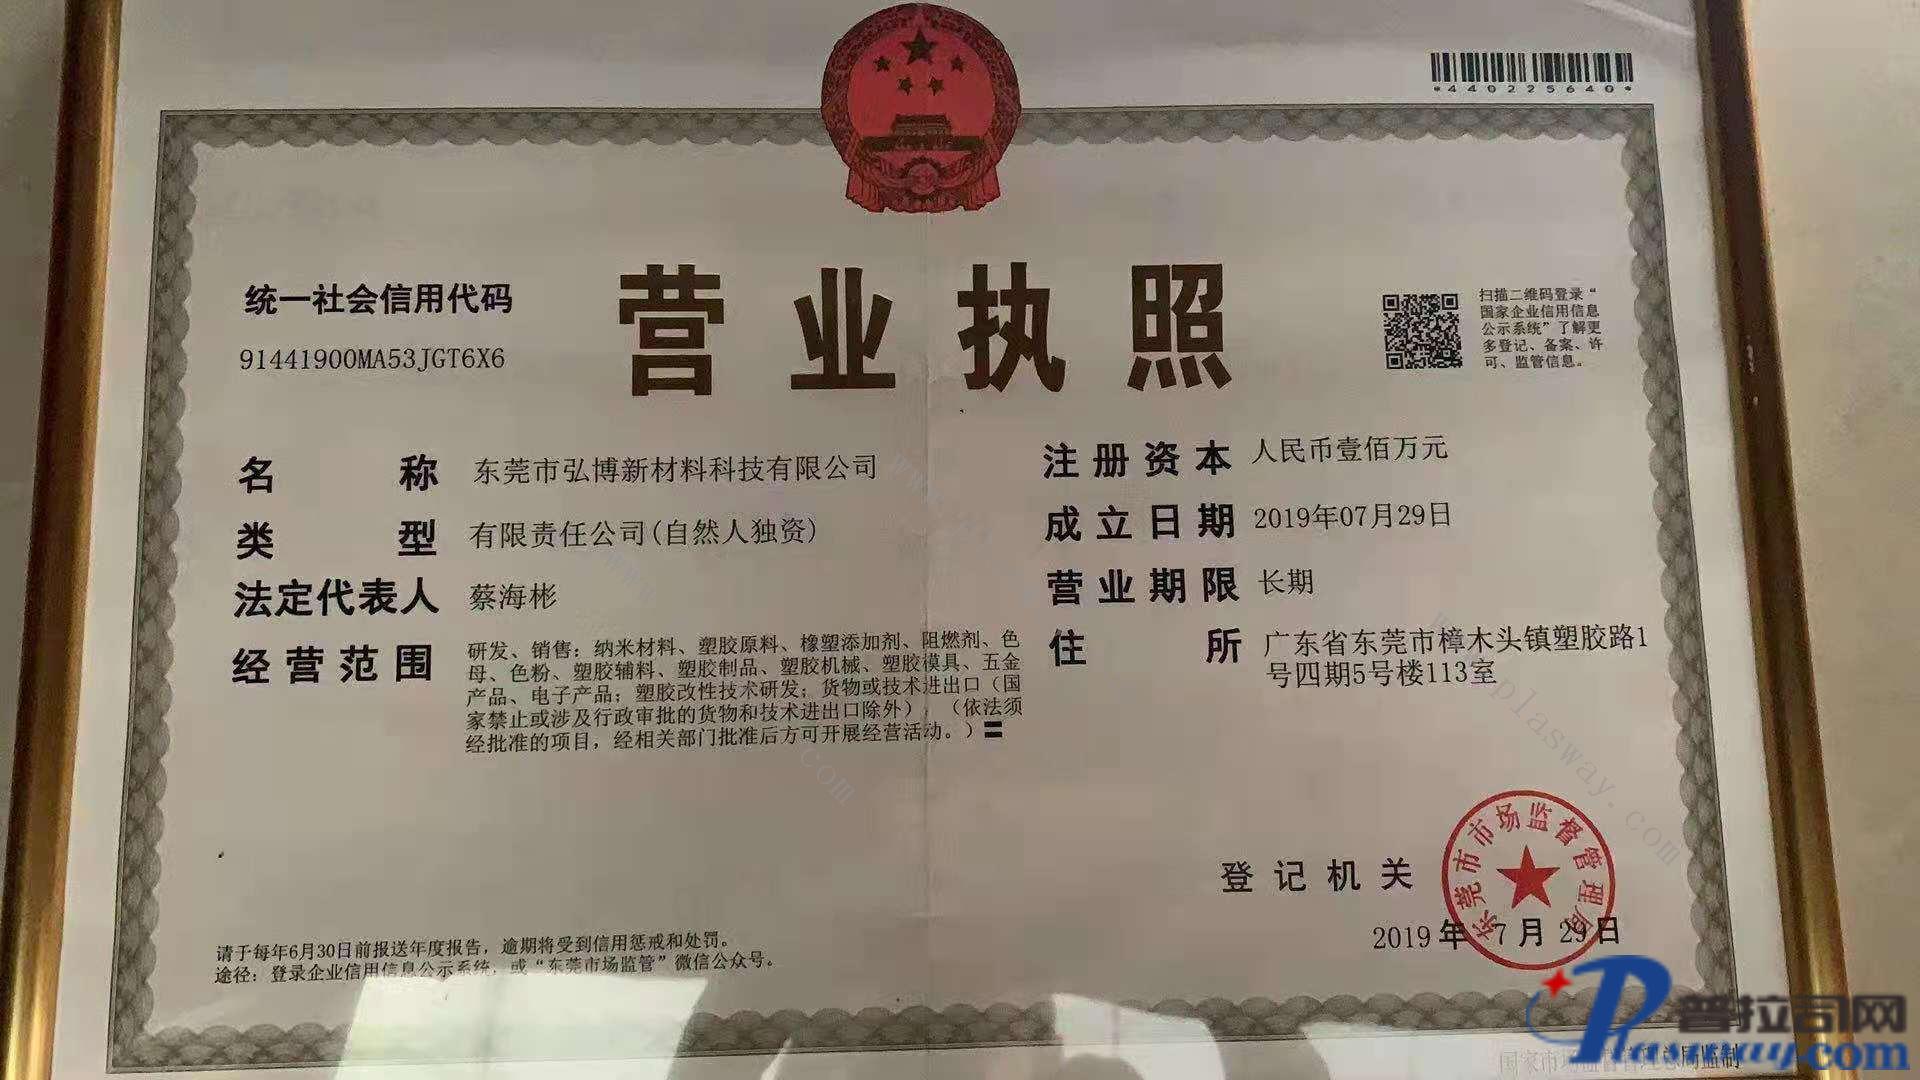 *440225640*
统一社会信用代码
91441900MA53JGT6X6
营业执照
扫描二维码登录“
国家企业信用信息
公示系统”了解更
多登记、备案、许
可、监管信息。
名称 东莞市弘博新材料科技有限公司
类型 有限责任公司(自然人独资)
法定代表人 蔡海彬
经营范围 研发、销售：纳米材料、塑胶原料、橡塑添加剂、阻燃剂、色
母、色粉、塑胶辅料、塑胶制品、塑胶机械、塑胶模具、五金
产品、电子产品；塑胶改性技术研发；货物或技术进出口（国
家禁止或涉及行政审批的货物和技术进出口除外）。（依法须
经批准的项目，经相关部门批准后方可开展经营活动。）〓
注册资本 人民币壹佰万元
成立日期 2019年07月29日
营业期限 长期
住所 广东省东莞市樟木头镇塑胶路1
号四期5号楼113室
登记机关
东莞市市场监督管理局
2019年7月29日
请于每年6月30日前报送年度报告，逾期将受到信用惩戒和处罚。
途径：登录企业信用信息公示系统，或“东莞市场监管”微信公众号。
国家市场监督管理总局监制
普拉司网
Plasway.com
plasway.com